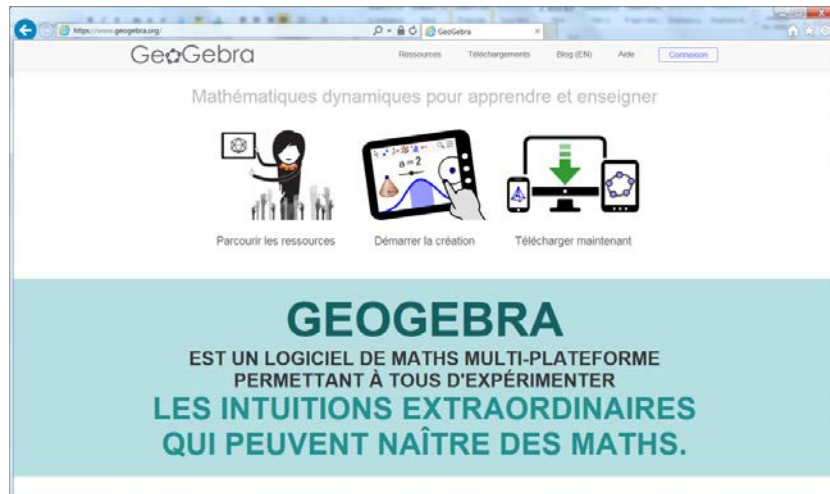 https://www.geogebra.org/
GeoGebra
GeoGebra
Ressources Téléchargements Blog (EN) Aide Connexion
Mathématiques dynamiques pour apprendre et enseigner
a = 2
Parcourir les ressources Démarrer la création Télécharger maintenant
GEOGEBRA
EST UN LOGICIEL DE MATHS MULTI-PLATEFORME
PERMETTANT À TOUS D'EXPÉRIMENTER
LES INTUITIONS EXTRAORDINAIRES
QUI PEUVENT NAÎTRE DES MATHS.